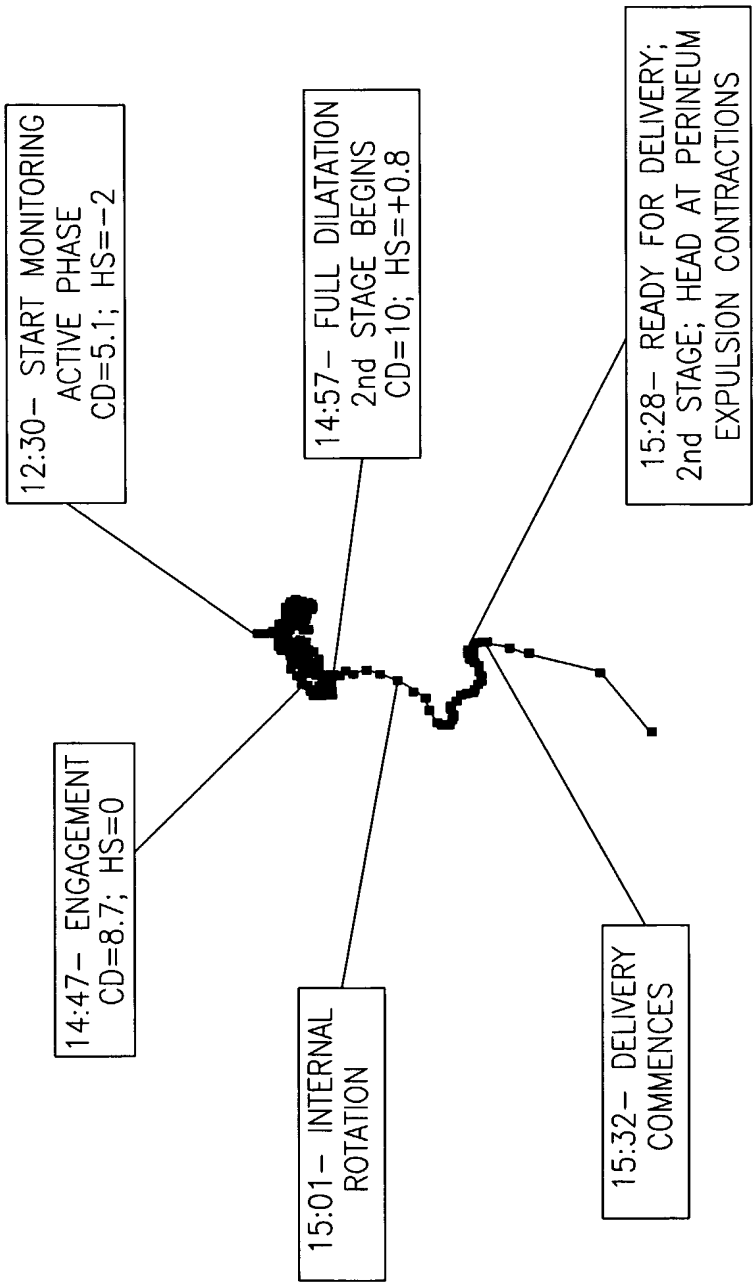 12:30– START MONITORING
ACTIVE PHASE
CD=5.1; HS=–2
14:47– ENGAGEMENT
CD=8.7; HS=0
14:57– FULL DILATATION
2nd STAGE BEGINS
CD=10; HS=+0.8
15:01– INTERNAL
ROTATION
15:28– READY FOR DELIVERY;
2nd STAGE; HEAD AT PERINEUM
EXPULSION CONTRACTIONS
15:32– DELIVERY
COMMENCES